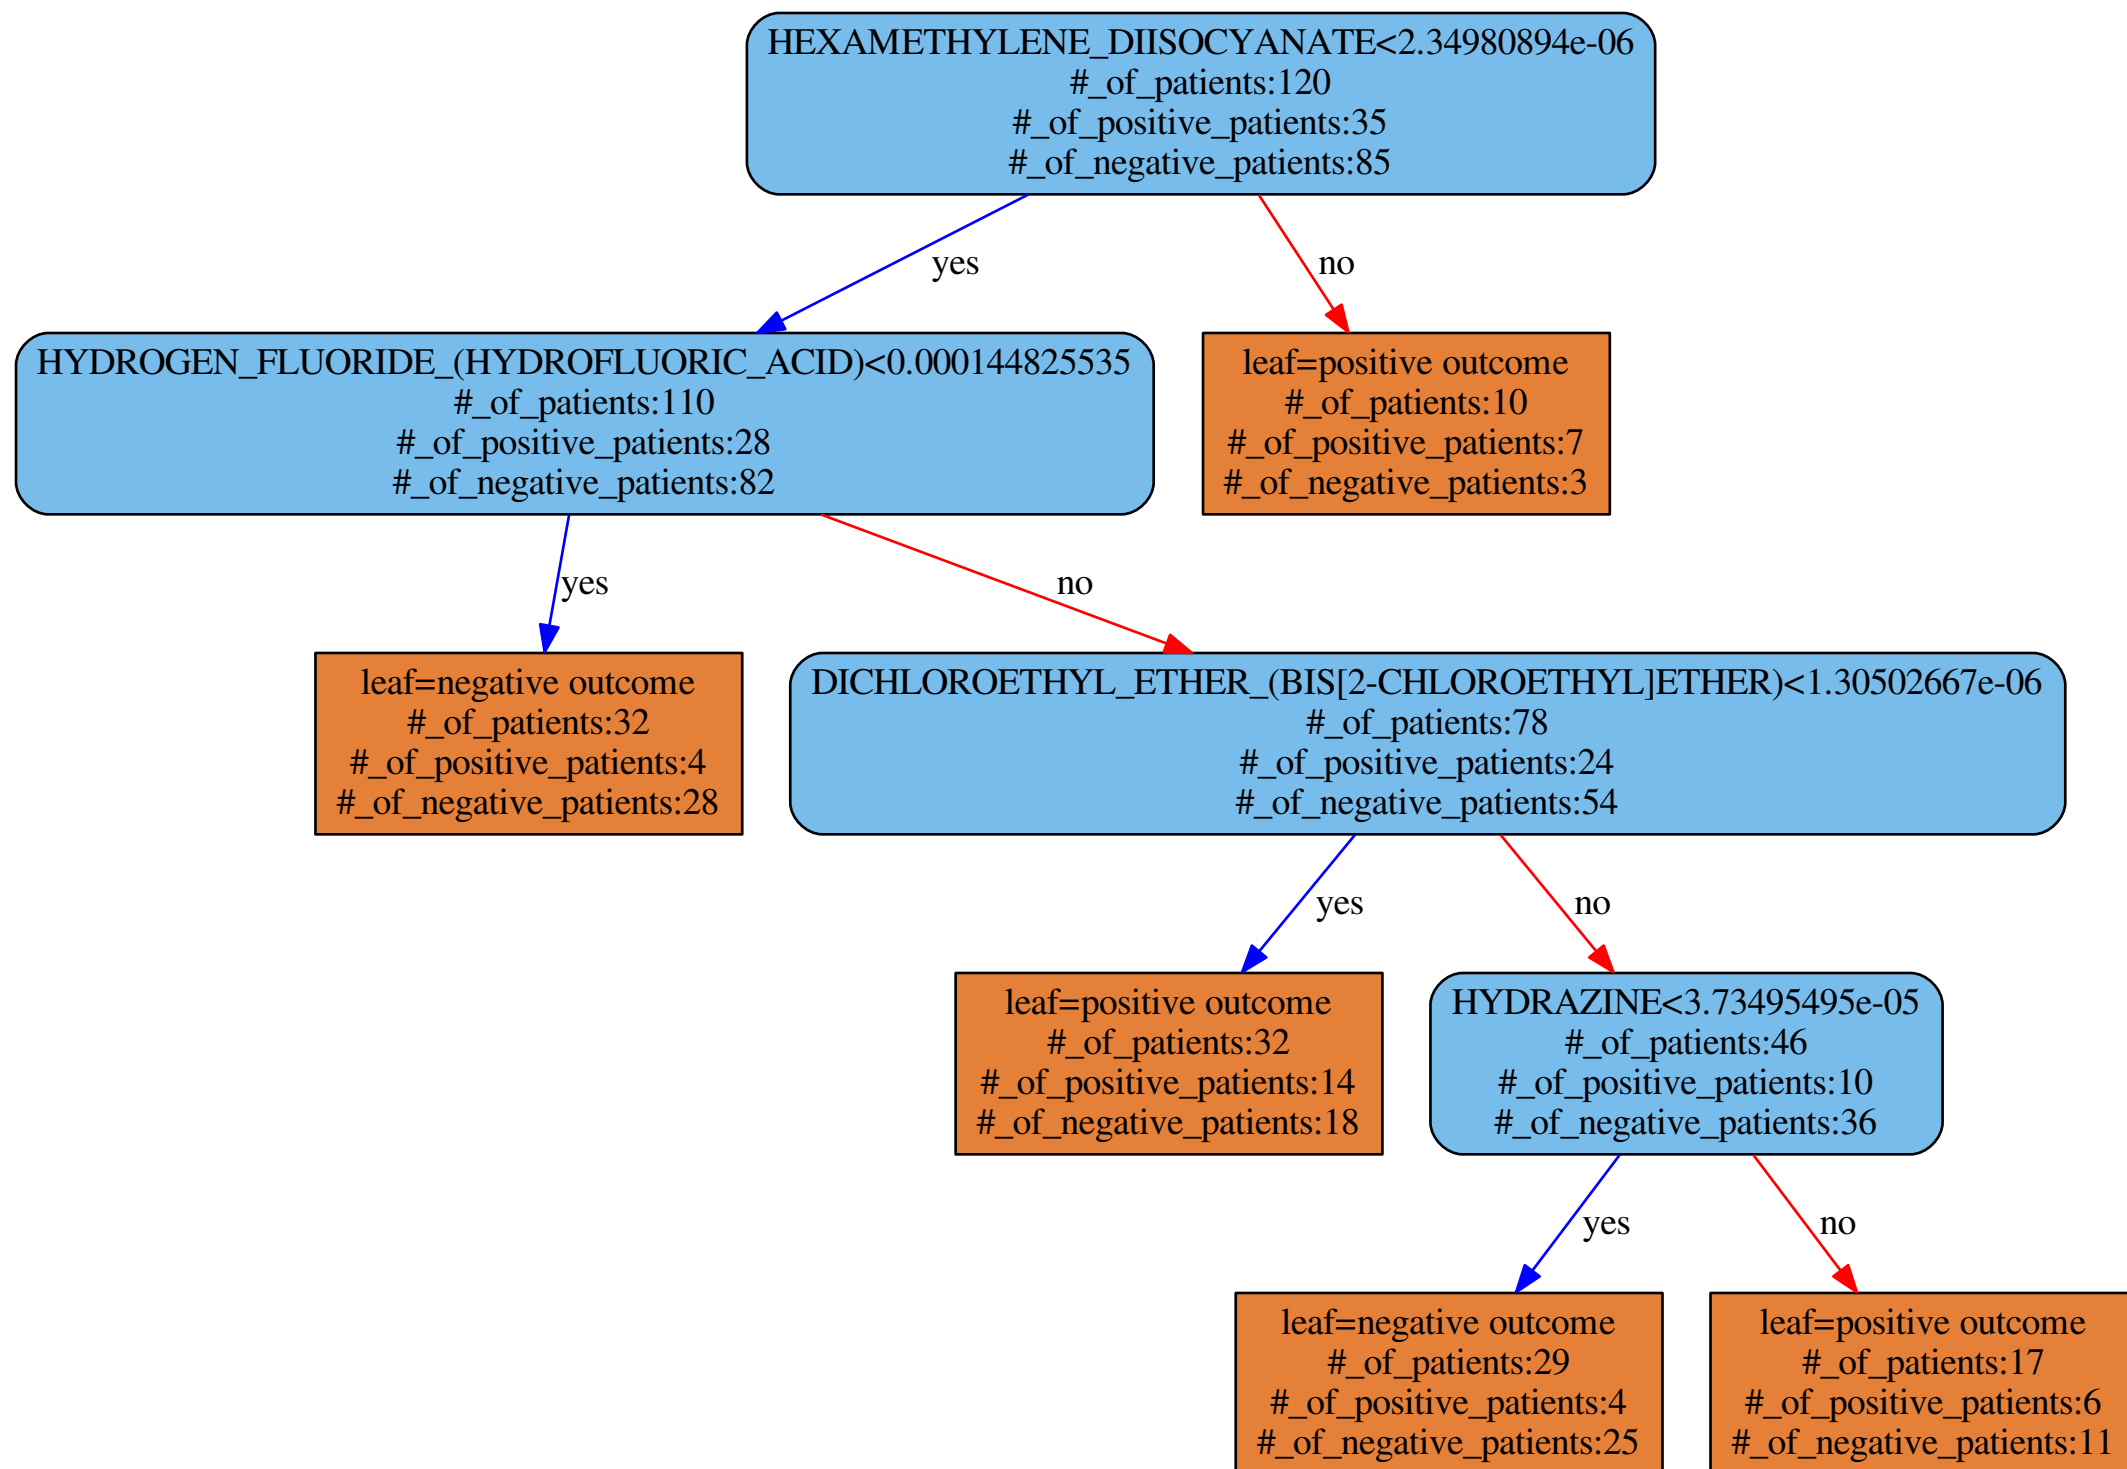 HEXAMETHYLENE_DIISOCYANATE<2.34980894e-06
#_of_patients:120
#_of_positive_patients:35
#_of_negative_patients:85
yes
no
HYDROGEN_FLUORIDE_(HYDROFLUORIC_ACID)<0.000144825535
#_of_patients:110
#_of_positive_patients:28
#_of_negative_patients:82
leaf=positive outcome
#_of_patients:10
#_of_positive_patients:7
#_of_negative_patients:3
yes
no
leaf=negative outcome
#_of_patients:32
#_of_positive_patients:4
#_of_negative_patients:28
DICHLOROETHYL_ETHER_(BIS[2-CHLOROETHYL]ETHER)<1.30502667e-06
#_of_patients:78
#_of_positive_patients:24
#_of_negative_patients:54
yes
no
leaf=positive outcome
#_of_patients:32
#_of_positive_patients:14
#_of_negative_patients:18
HYDRAZINE<3.73495495e-05
#_of_patients:46
#_of_positive_patients:10
#_of_negative_patients:36
yes
no
leaf=negative outcome
#_of_patients:29
#_of_positive_patients:4
#_of_negative_patients:25
leaf=positive outcome
#_of_patients:17
#_of_positive_patients:6
#_of_negative_patients:11